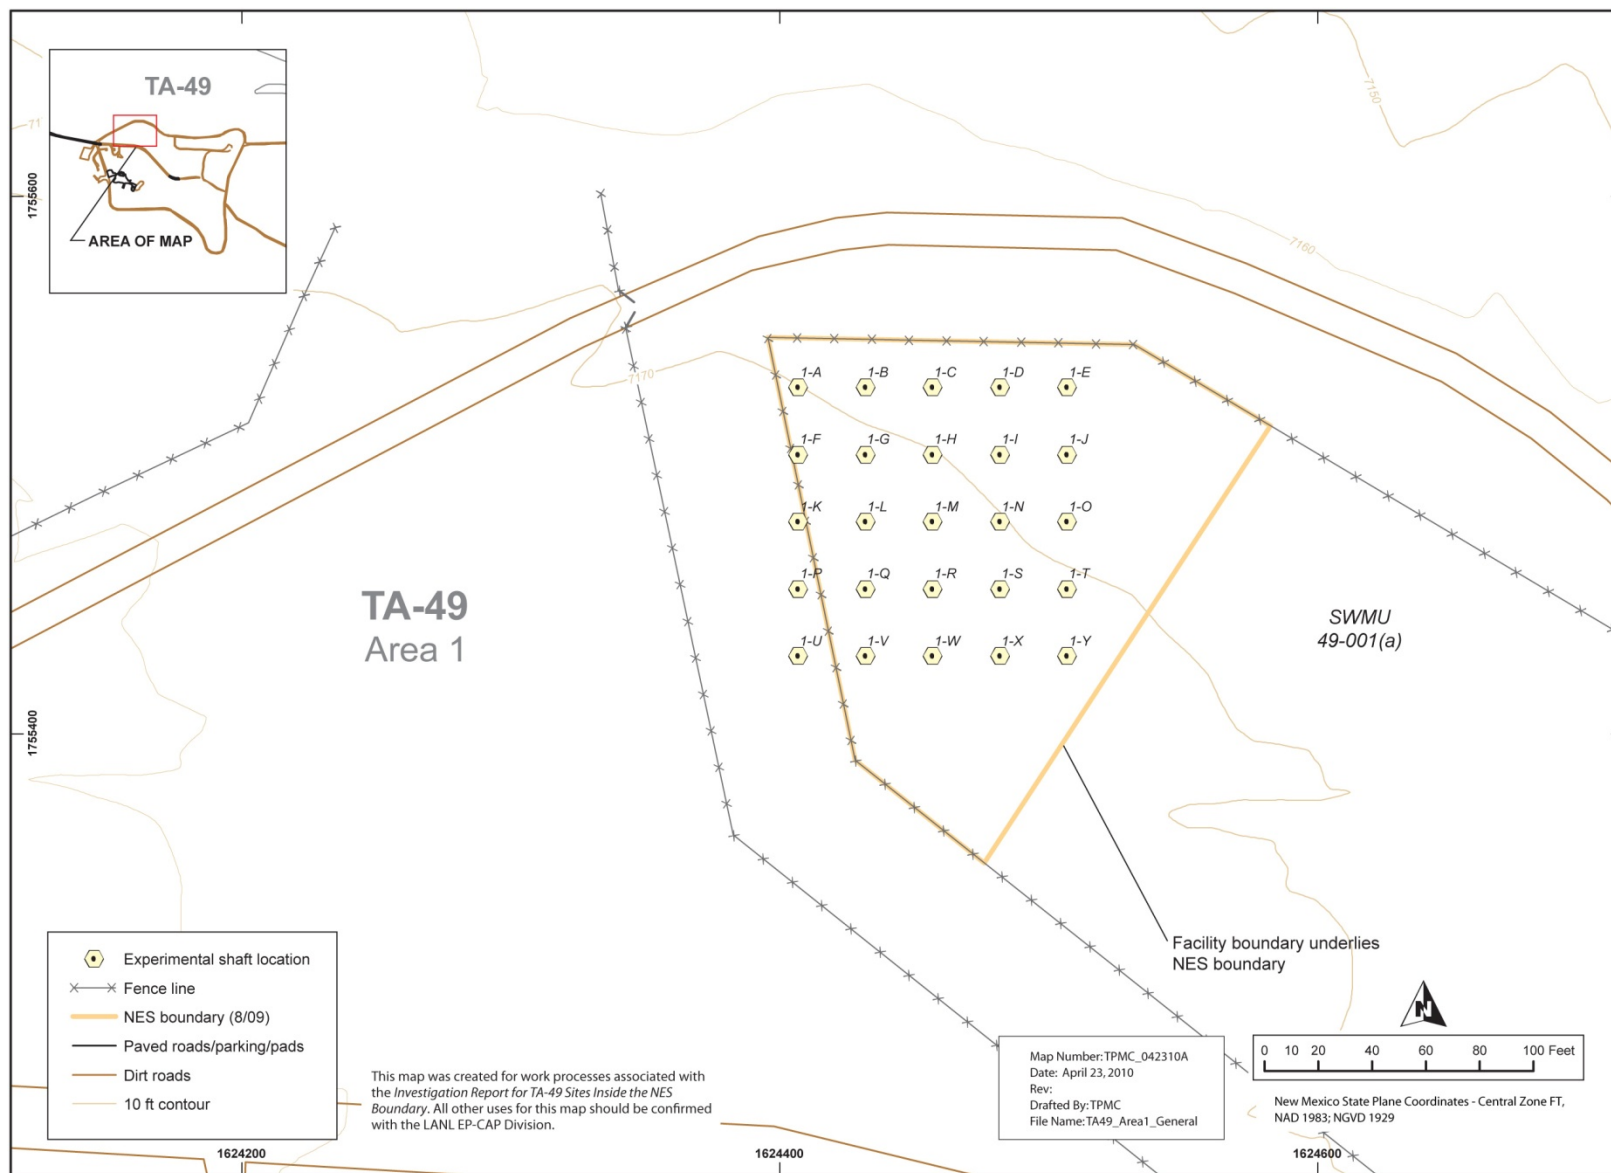 TA-49
AREA OF MAP
71
7150
7160
7170
1755600
1755400
1-A 1-B 1-C 1-D 1-E
1-F 1-G 1-H 1-I 1-J
1-K 1-L 1-M 1-N 1-O
1-P 1-Q 1-R 1-S 1-T
1-U 1-V 1-W 1-X 1-Y
TA-49
Area 1
SWMU
49-001(a)
Facility boundary underlies
NES boundary
Experimental shaft location
Fence line
NES boundary (8/09)
Paved roads/parking/pads
Dirt roads
10 ft contour
This map was created for work processes associated with
the Investigation Report for TA-49 Sites Inside the NES
Boundary. All other uses for this map should be confirmed
with the LANL EP-CAP Division.
Map Number: TPMC_042310A
Date: April 23, 2010
Rev:
Drafted By: TPMC
File Name: TA49_Area1_General
N
0 10 20 40 60 80 100 Feet
New Mexico State Plane Coordinates - Central Zone FT,
NAD 1983; NGVD 1929
1624200 1624400 1624600